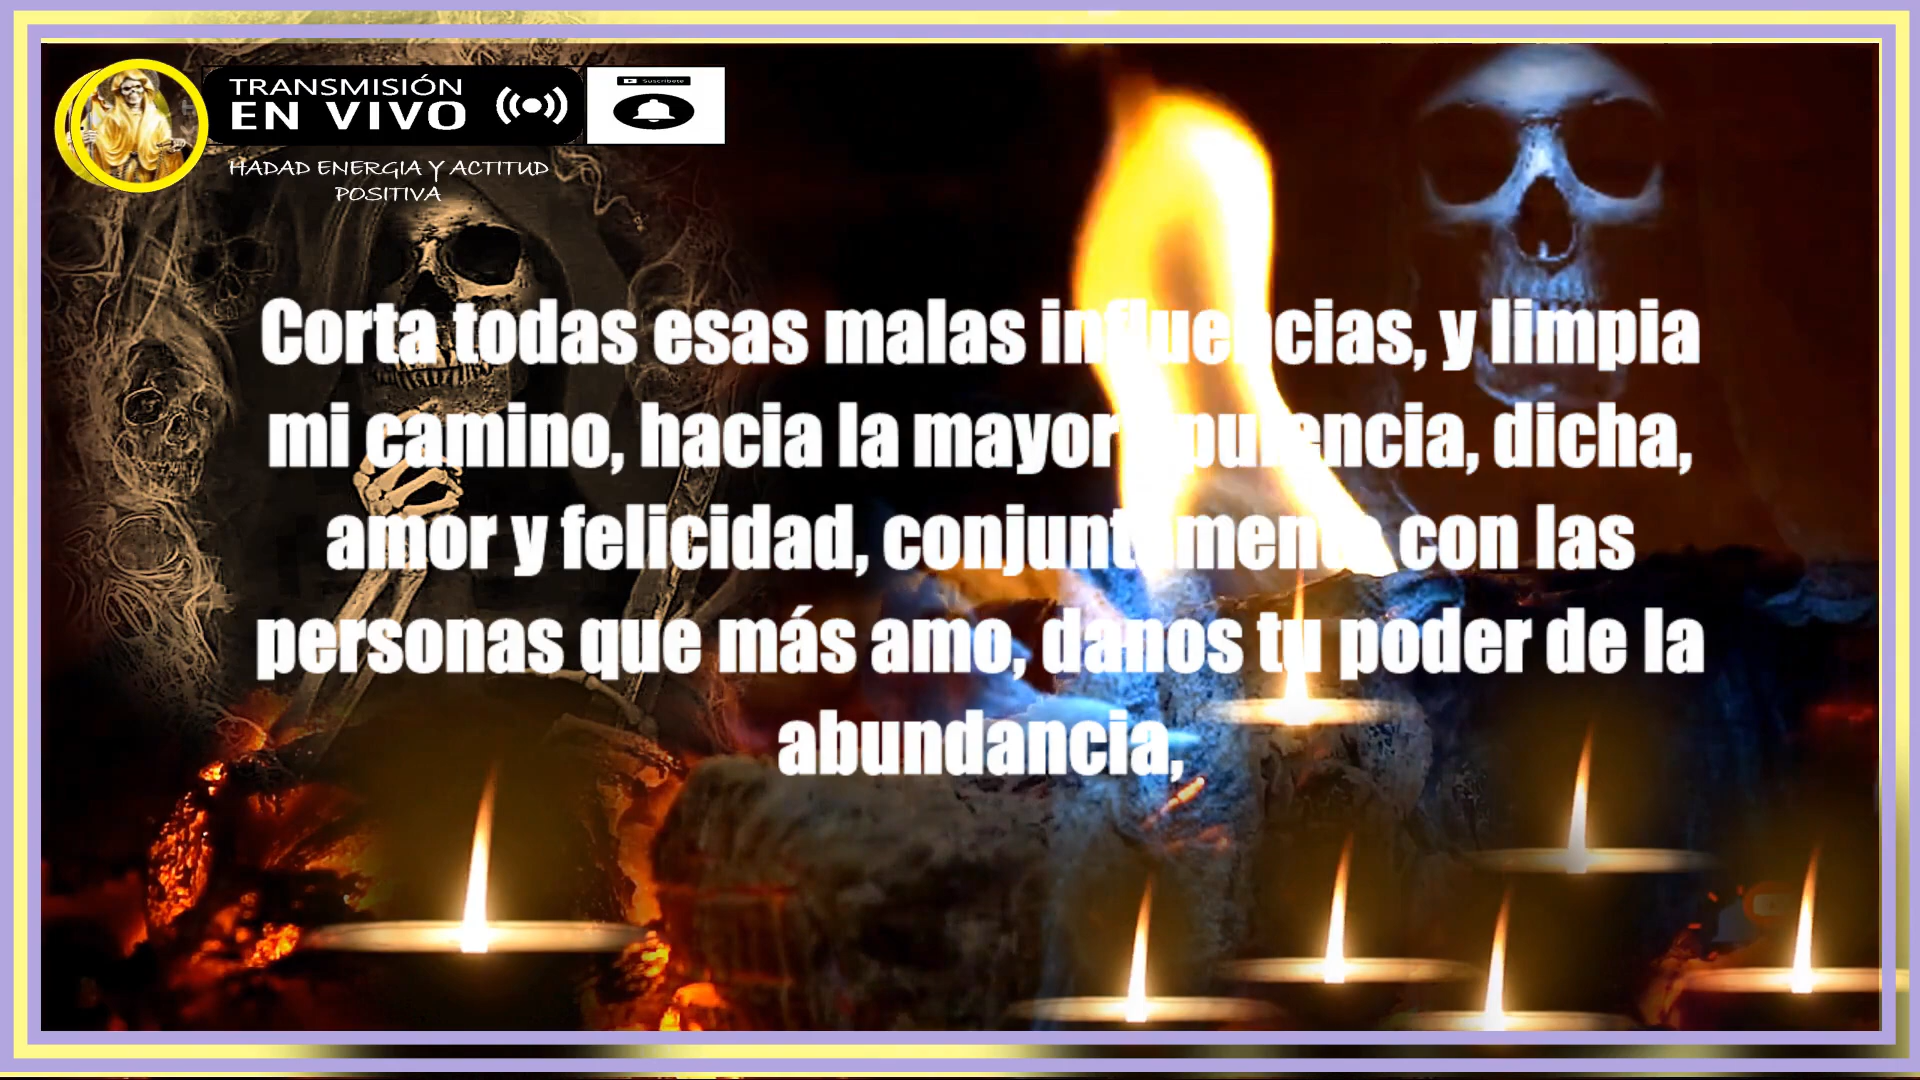 TRANSMISIÓN
EN VIVO
Suscríbete
HADAD ENERGIA Y ACTITUD
POSITIVA
Corta todas esas malas influencias, y limpia
mi camino, hacia la mayor opulencia, dicha,
amor y felicidad, conjuntamente con las
personas que más amo, danos tu poder de la
abundancia,